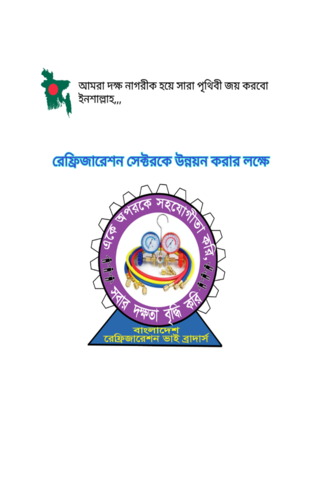 আমরা দক্ষ নাগরীক হয়ে সারা পৃথিবী জয় করবো
ইনশাল্লাহ,,,
রেফ্রিজারেশন সেক্টরকে উন্নয়ন করার লক্ষে
একে অপরকে সহযোগীতা করি,
সবার দক্ষতা বৃদ্ধি করি
বাংলাদেশ
রেফ্রিজারেশন ভাই ব্রাদার্স